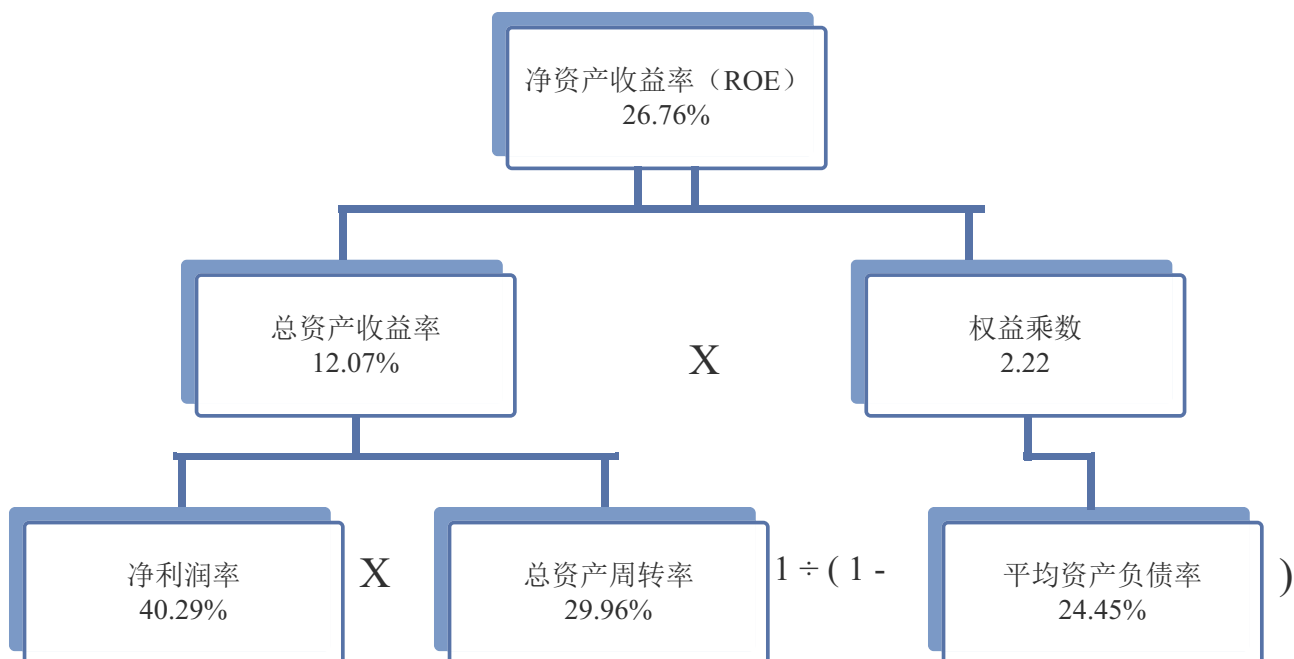 净资产收益率（ROE）
26.76%
总资产收益率
12.07%
X
权益乘数
2.22
净利润率
40.29%
X
总资产周转率
29.96%
1 ÷ ( 1 -
平均资产负债率
24.45%
)